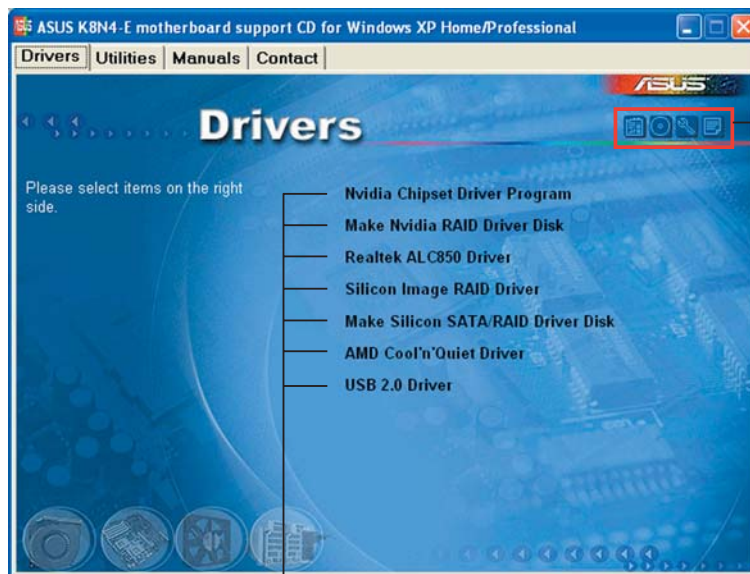 ASUS K8N4-E motherboard support CD for Windows XP Home/Professional
Drivers Utilities Manuals Contact
ASUS
Drivers
Please select items on the right
side.
Nvidia Chipset Driver Program
Make Nvidia RAID Driver Disk
Realtek ALC850 Driver
Silicon Image RAID Driver
Make Silicon SATA/RAID Driver Disk
AMD Cool'n'Quiet Driver
USB 2.0 Driver